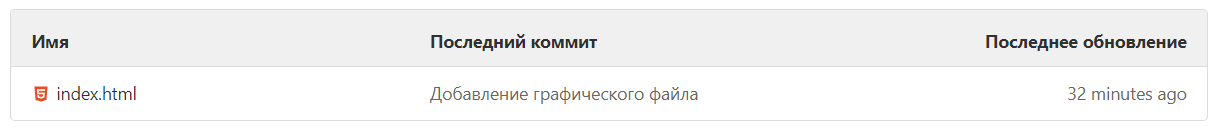 Имя Последний коммит Последнее обновление
index.html Добавление графического файла 32 minutes ago